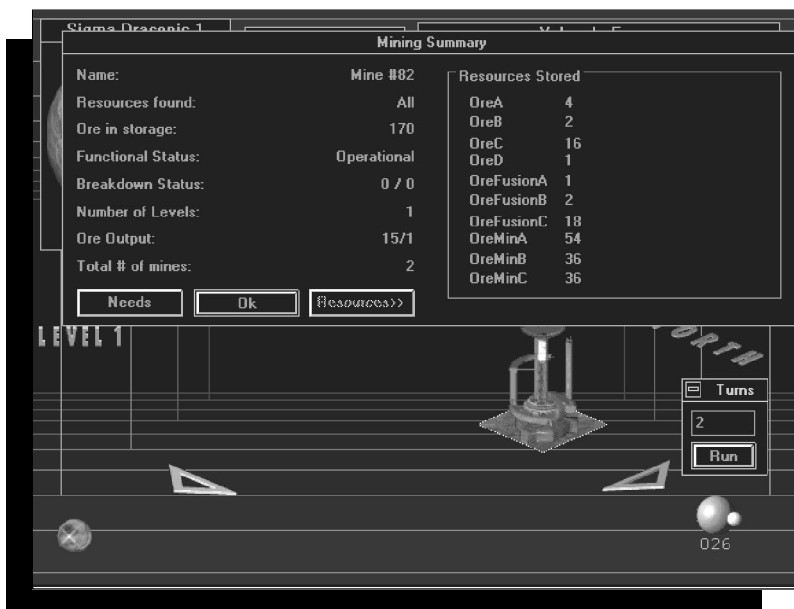 Sigma Draconis 1
Mining Summary
Name: Mine #82
Resources found: All
Ore in storage: 170
Functional Status: Operational
Breakdown Status: 0 / 0
Number of Levels: 1
Ore Output: 15/1
Total # of mines: 2
Needs Ok Resources>>
Resources Stored
OreA 4
OreB 2
OreC 16
OreD 1
OreFusionA 1
OreFusionB 2
OreFusionC 18
OreMinA 54
OreMinB 36
OreMinC 36
LEVEL 1
ORTH
Turns
2
Run
026